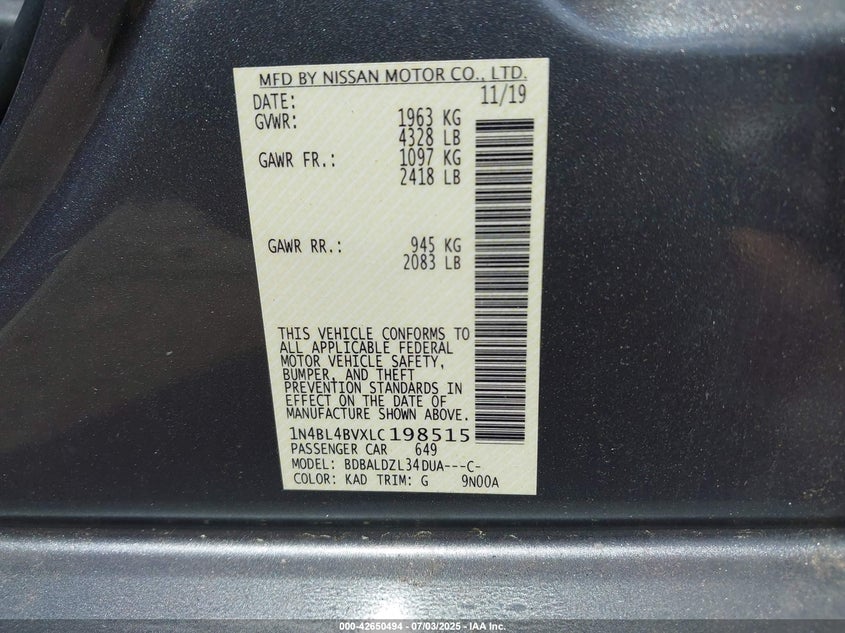 MFD BY NISSAN MOTOR CO., LTD.
DATE: 11/19
GVWR: 1963 KG
4328 LB
GAWR FR.: 1097 KG
2418 LB
GAWR RR.: 945 KG
2083 LB
THIS VEHICLE CONFORMS TO
ALL APPLICABLE FEDERAL
MOTOR VEHICLE SAFETY,
BUMPER, AND THEFT
PREVENTION STANDARDS IN
EFFECT ON THE DATE OF
MANUFACTURE SHOWN ABOVE.
1N4BL4BVXLC198515
PASSENGER CAR 649
MODEL: BDBALDZL34DUA---C-
COLOR: KAD TRIM: G 9N00A
000-42650494 - 07/03/2025 - IAA Inc.